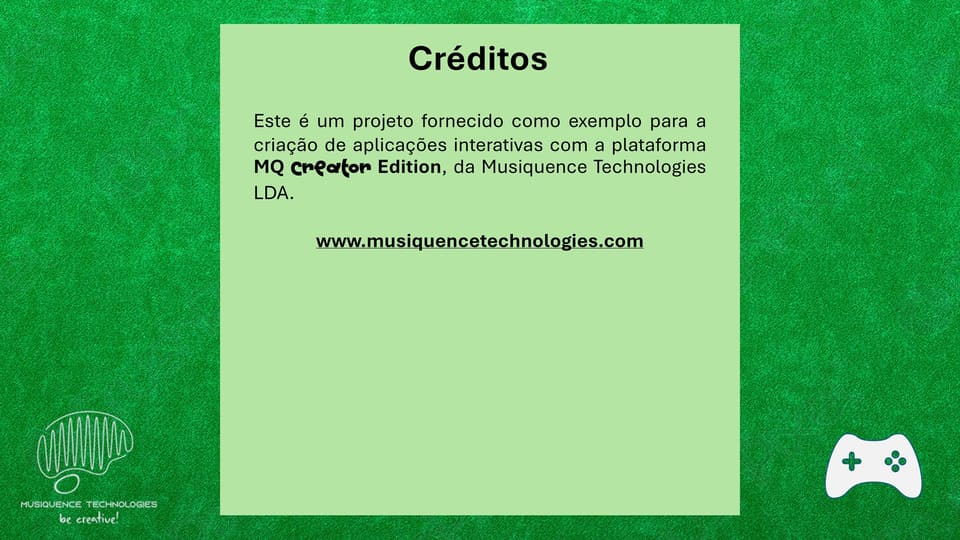 Créditos
Este é um projeto fornecido como exemplo para a
criação de aplicações interativas com a plataforma
MQ creator Edition, da Musiquence Technologies
LDA.
www.musiquencetechnologies.com
MUSIQUENCE TECHNOLOGIES
be creative!